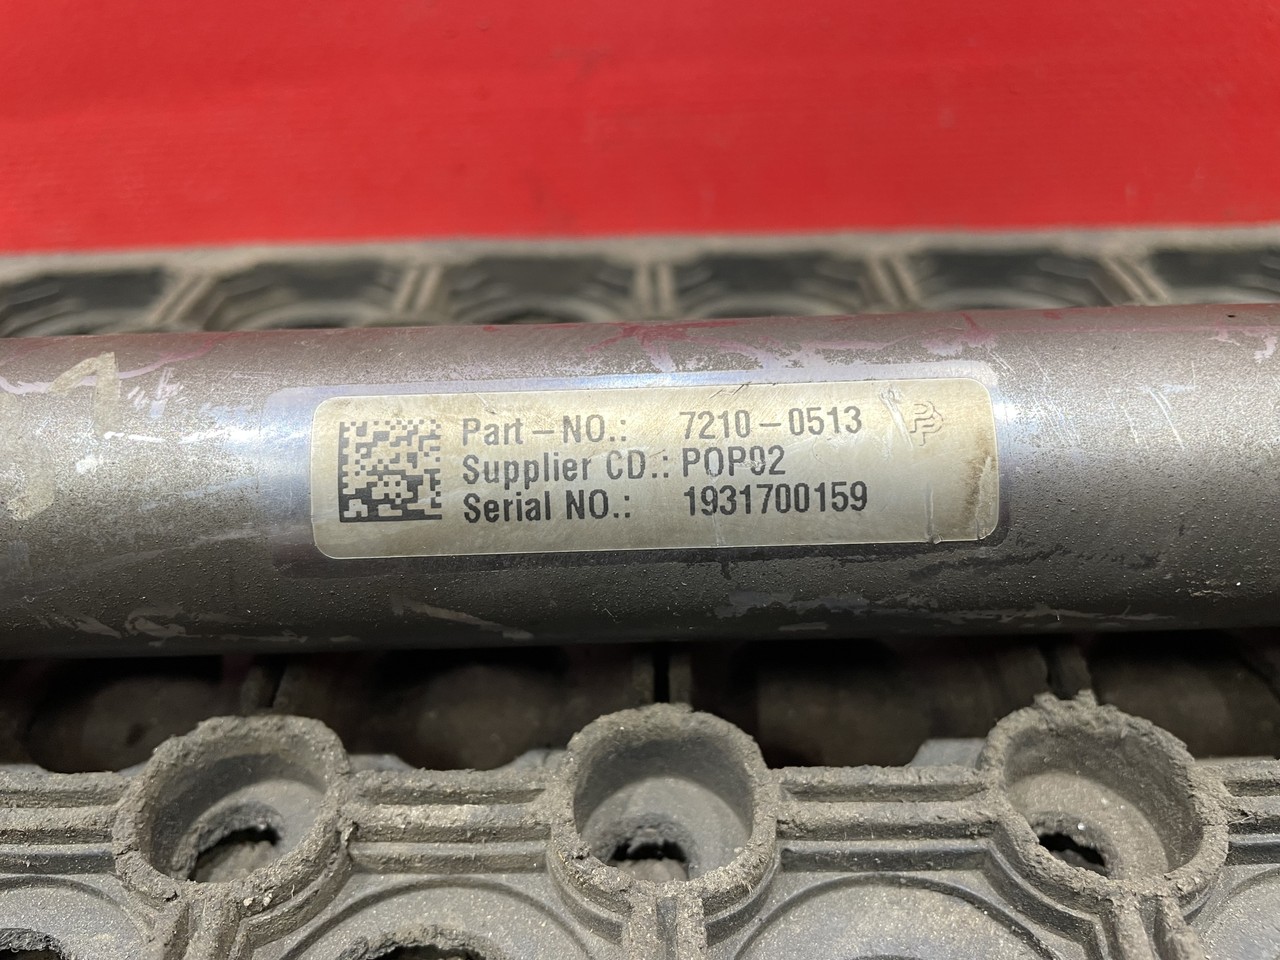 Part-NO.: 7210-0513
Supplier CD.: POP02
Serial NO.: 1931700159